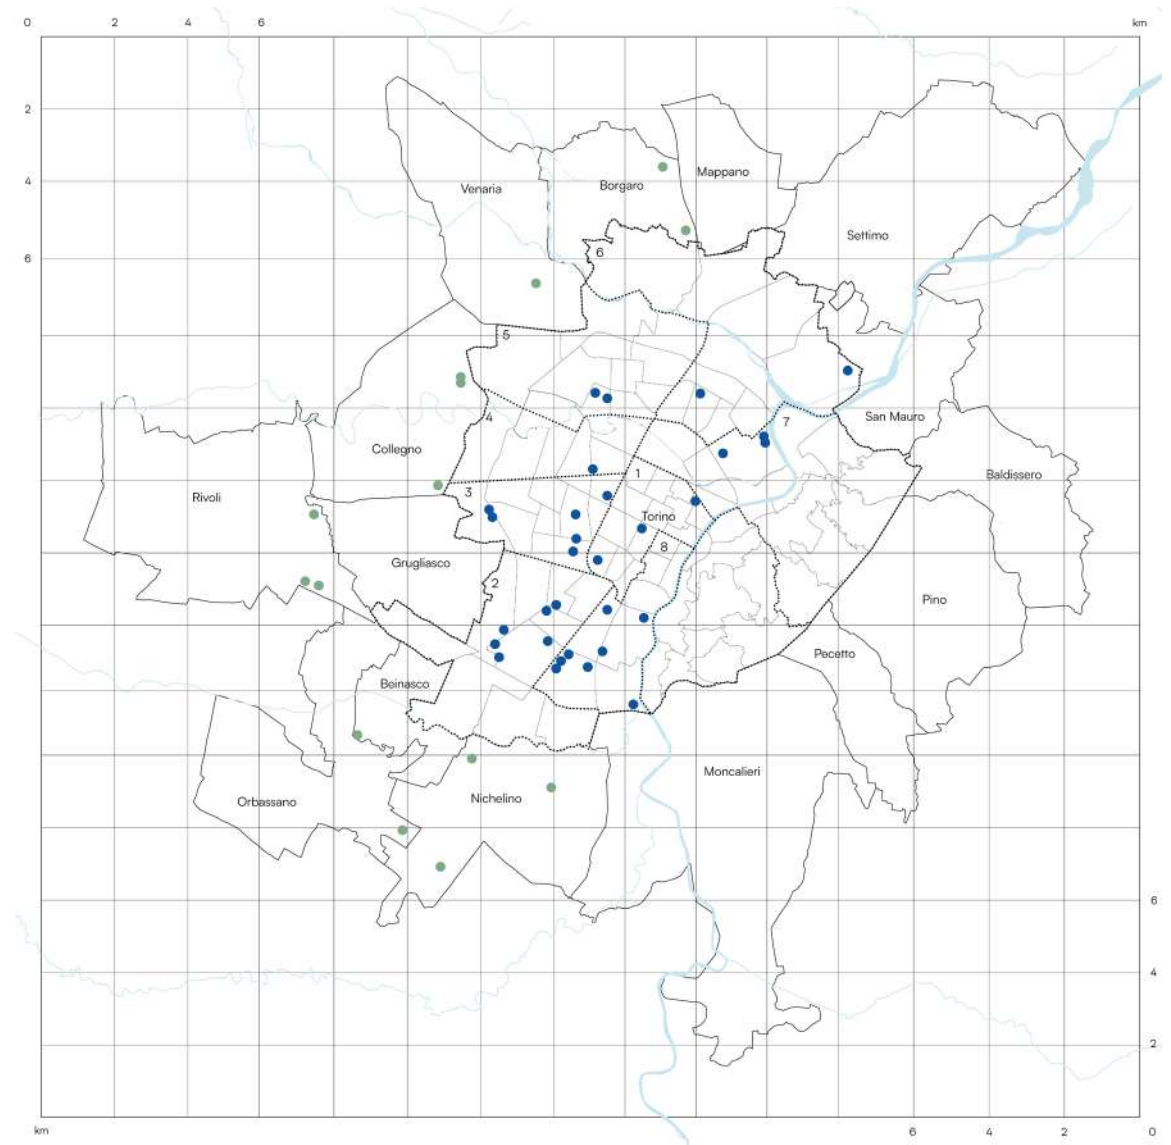 0 2 4 6 km
2
4
6
Mappano
Venaria
Borgaro
Settimo
6
5
4
San Mauro
7
Collegno
1
Baldissero
3
Rivoli
Torino
8
Grugliasco
2
Pino
Pecetto
Beinasco
Moncalieri
Nichelino
Orbassano
6
4
2
km 6 4 2 0